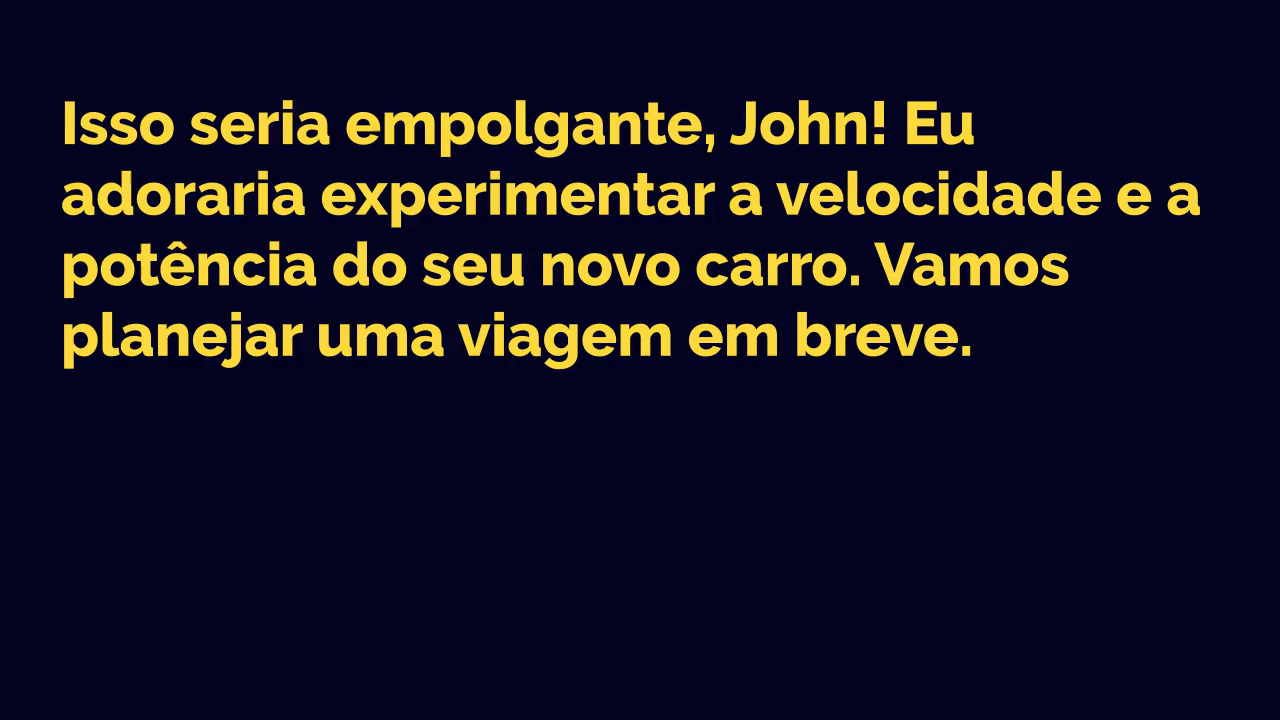 Isso seria empolgante, John! Eu
adoraria experimentar a velocidade e a
potência do seu novo carro. Vamos
planejar uma viagem em breve.